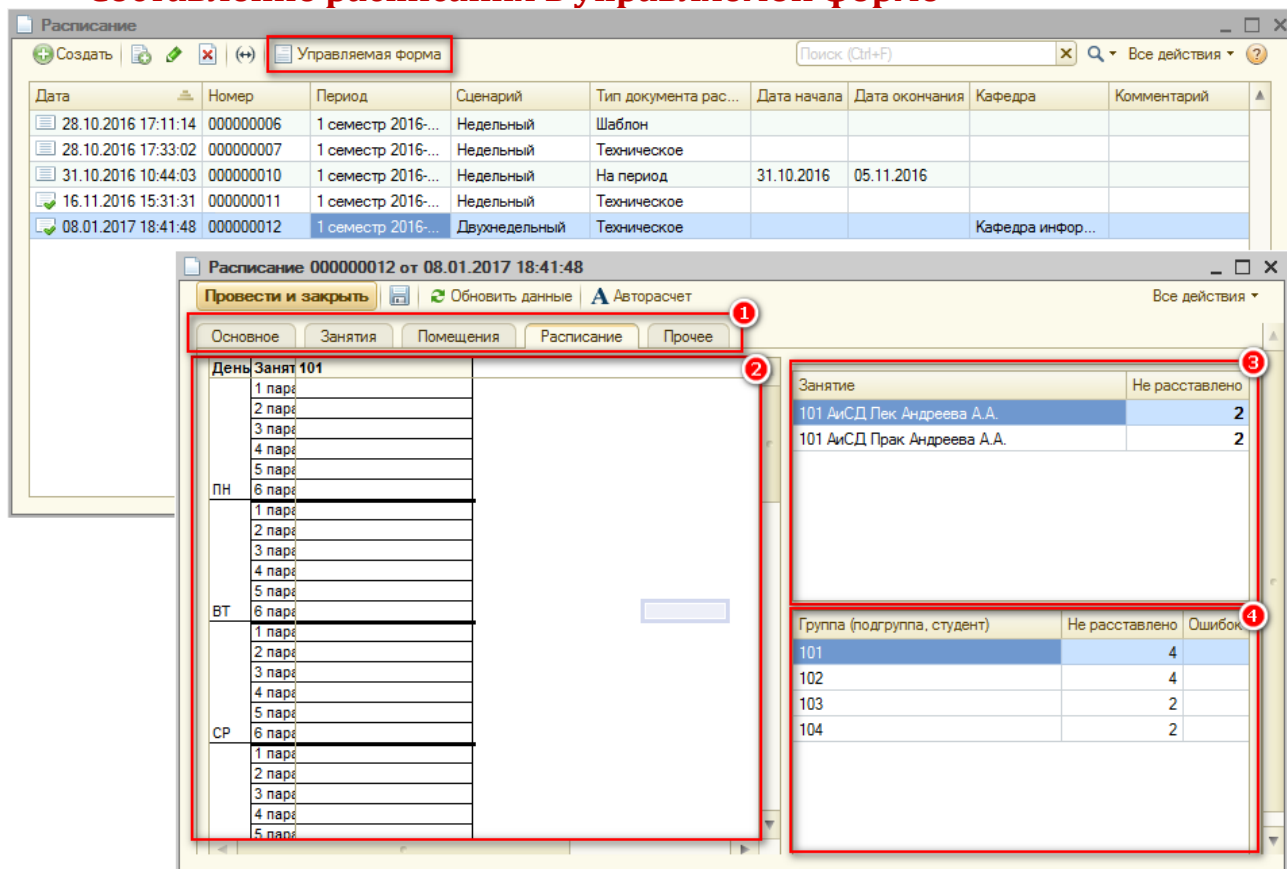 составление расписания в управляемой форме
Расписание
Создать Управляемая форма Поиск (Ctrl+F) Все действия
Дата Номер Период Сценарий Тип документа рас... Дата начала Дата окончания Кафедра Комментарий
28.10.2016 17:11:14 000000006 1 семестр 2016-... Недельный Шаблон
28.10.2016 17:33:02 000000007 1 семестр 2016-... Недельный Техническое
31.10.2016 10:44:03 000000010 1 семестр 2016-... Недельный На период 31.10.2016 05.11.2016
16.11.2016 15:31:31 000000011 1 семестр 2016-... Недельный Техническое
08.01.2017 18:41:48 000000012 1 семестр 2016-... Двухнедельный Техническое Кафедра инфор...
Расписание 000000012 от 08.01.2017 18:41:48
Провести и закрыть Обновить данные А Авторасчет Все действия
1
Основное Занятия Помещения Расписание Прочее
2
День Занят 101
1 пара
2 пара
3 пара
4 пара
5 пара
ПН 6 пара
1 пара
2 пара
3 пара
4 пара
5 пара
ВТ 6 пара
1 пара
2 пара
3 пара
4 пара
5 пара
СР 6 пара
1 пара
2 пара
3 пара
4 пара
5 пара
3
Занятие Не расставлено
101 АиСД Лек Андреева А.А. 2
101 АиСД Прак Андреева А.А. 2
4
Группа (подгруппа, студент) Не расставлено Ошибок
101 4
102 4
103 2
104 2